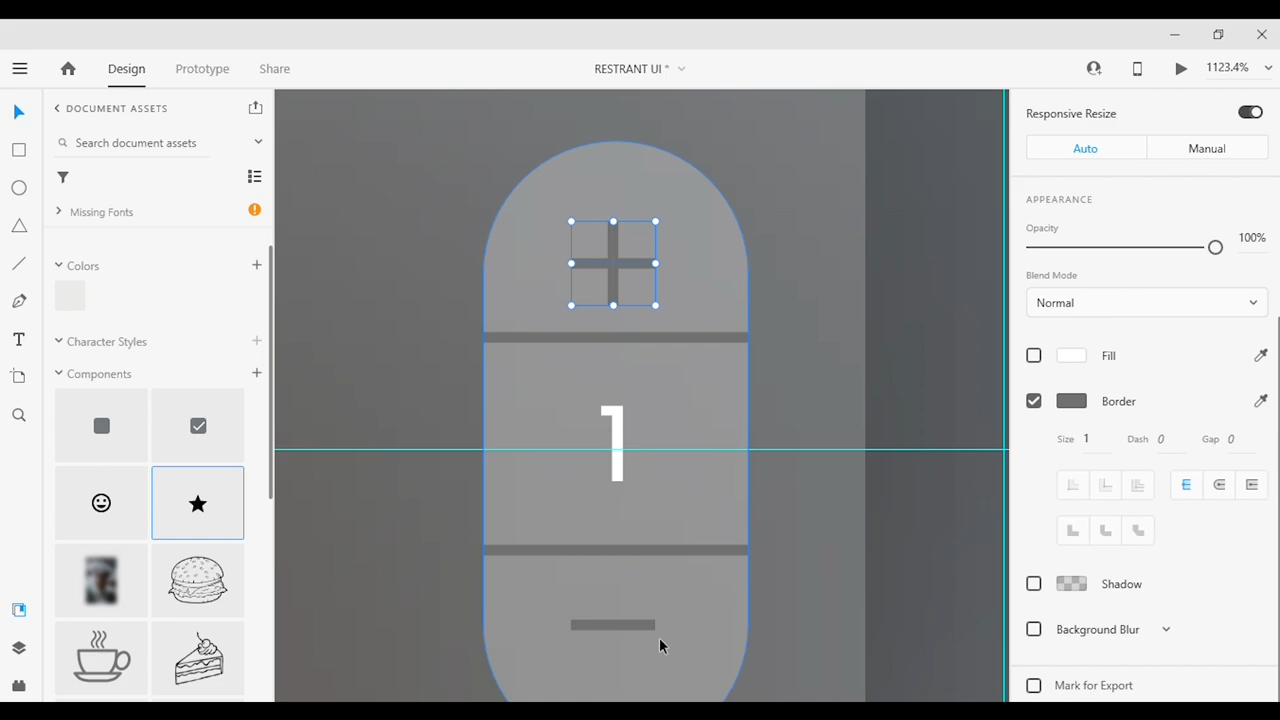 Design
Prototype
Share
RESTRANT UI *
1123.4%
DOCUMENT ASSETS
Search document assets
Missing Fonts
Colors
Character Styles
Components
1
Responsive Resize
Auto
Manual
APPEARANCE
Opacity
100%
Blend Mode
Normal
Fill
Border
Size 1 Dash 0 Gap 0
Shadow
Background Blur
Mark for Export